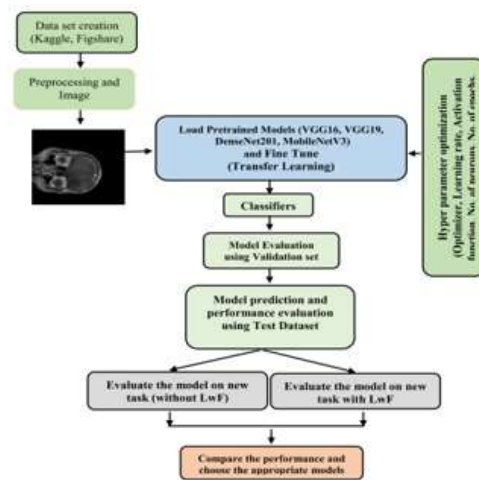 Data set creation
(Kaggle, Figshare)
Preprocessing and
Image
Load Pretrained Models (VGG16, VGG19,
DenseNet201, MobileNetV3)
and Fine Tune
(Transfer Learning)
Hyper parameter optimization
(Optimizer, Learning rate, Activation
function, No. of neurons, No. of epochs.
Classifiers
Model Evaluation
using Validation set
Model prediction and
performance evaluation
using Test Dataset
Evaluate the model on new
task (without LwF)
Evaluate the model on new
task with LwF
Compare the performance and
choose the appropriate models